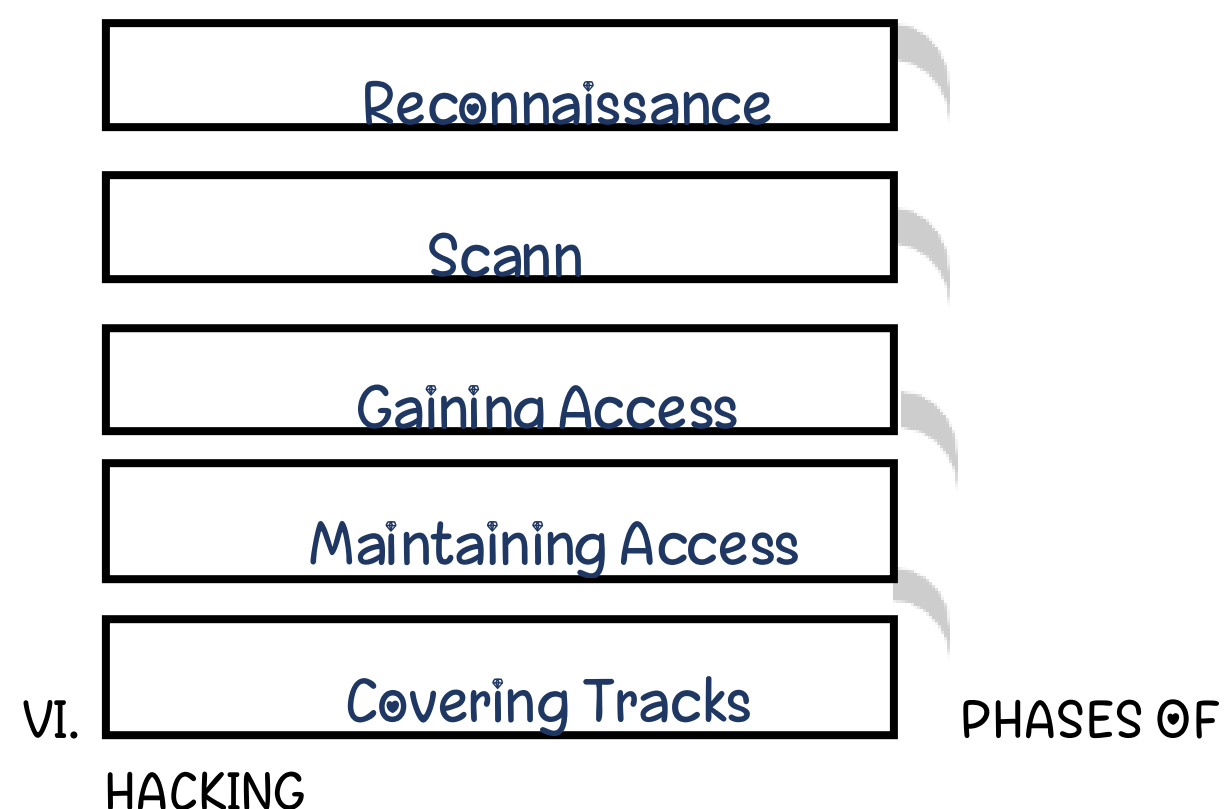 Reconnaissance
Scann
Gaining Access
Maintaining Access
Covering Tracks
VI. PHASES OF
HACKING